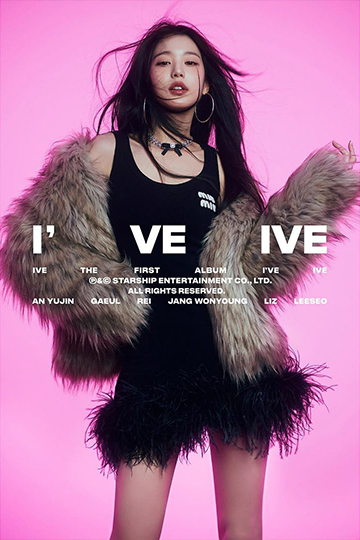 miu
miu
I' VE IVE
IVE THE FIRST ALBUM I'VE IVE
℗&© STARSHIP ENTERTAINMENT CO., LTD.
ALL RIGHTS RESERVED.
AN YUJIN GAEUL REI JANG WONYOUNG LIZ LEESEO